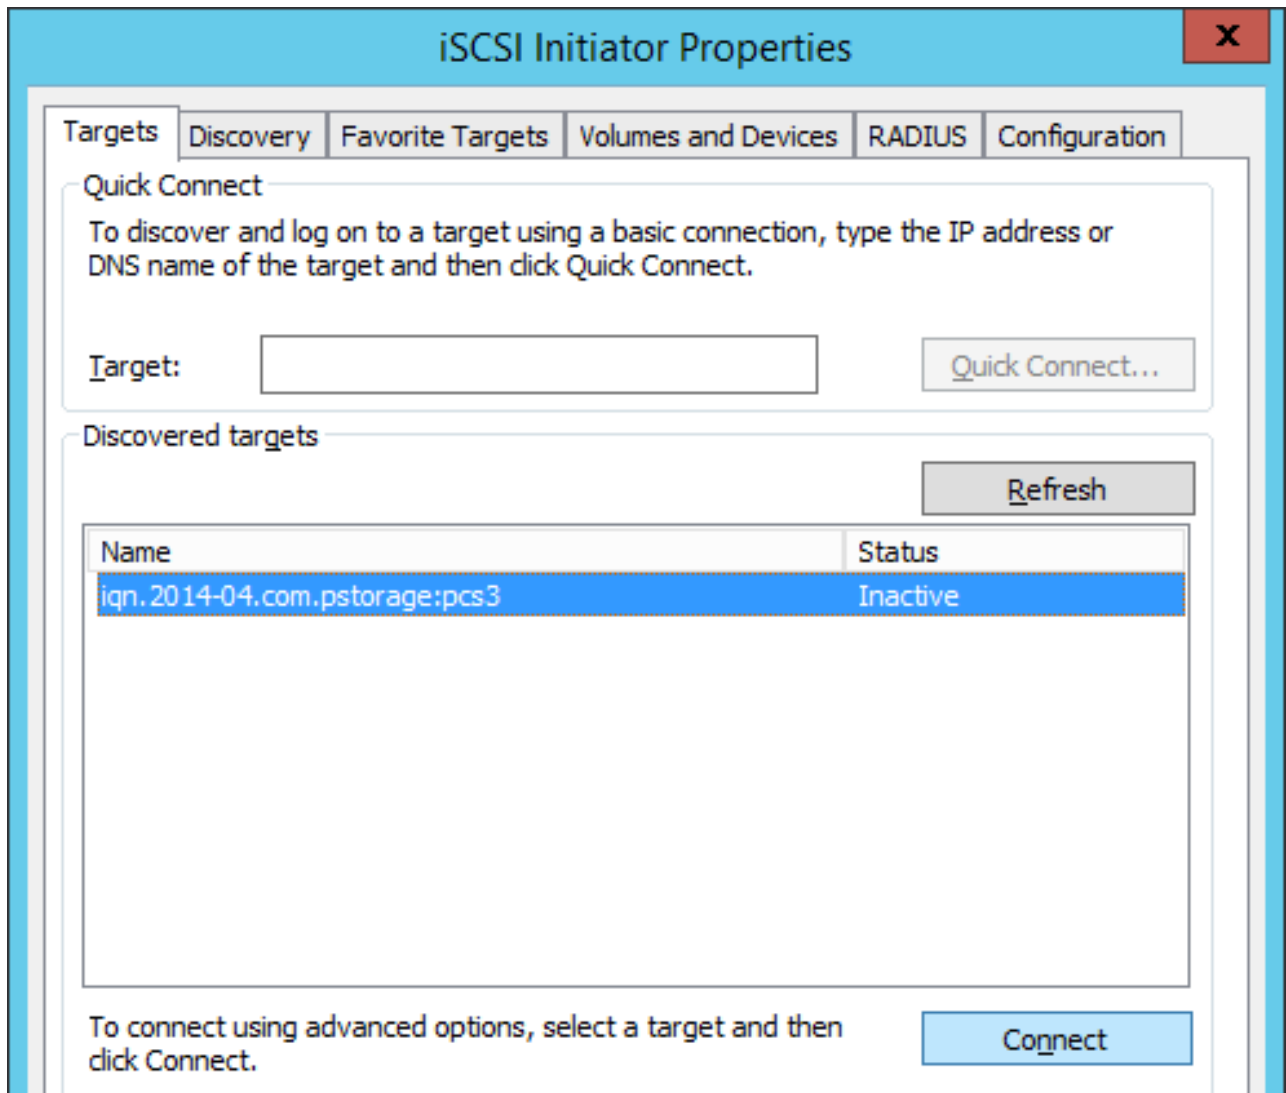 iSCSI Initiator Properties
x
Targets Discovery Favorite Targets Volumes and Devices RADIUS Configuration
Quick Connect
To discover and log on to a target using a basic connection, type the IP address or
DNS name of the target and then click Quick Connect.
Target: Quick Connect...
Discovered targets
Refresh
Name Status
iqn.2014-04.com.pstorage:pcs3 Inactive
To connect using advanced options, select a target and then
click Connect.
Connect